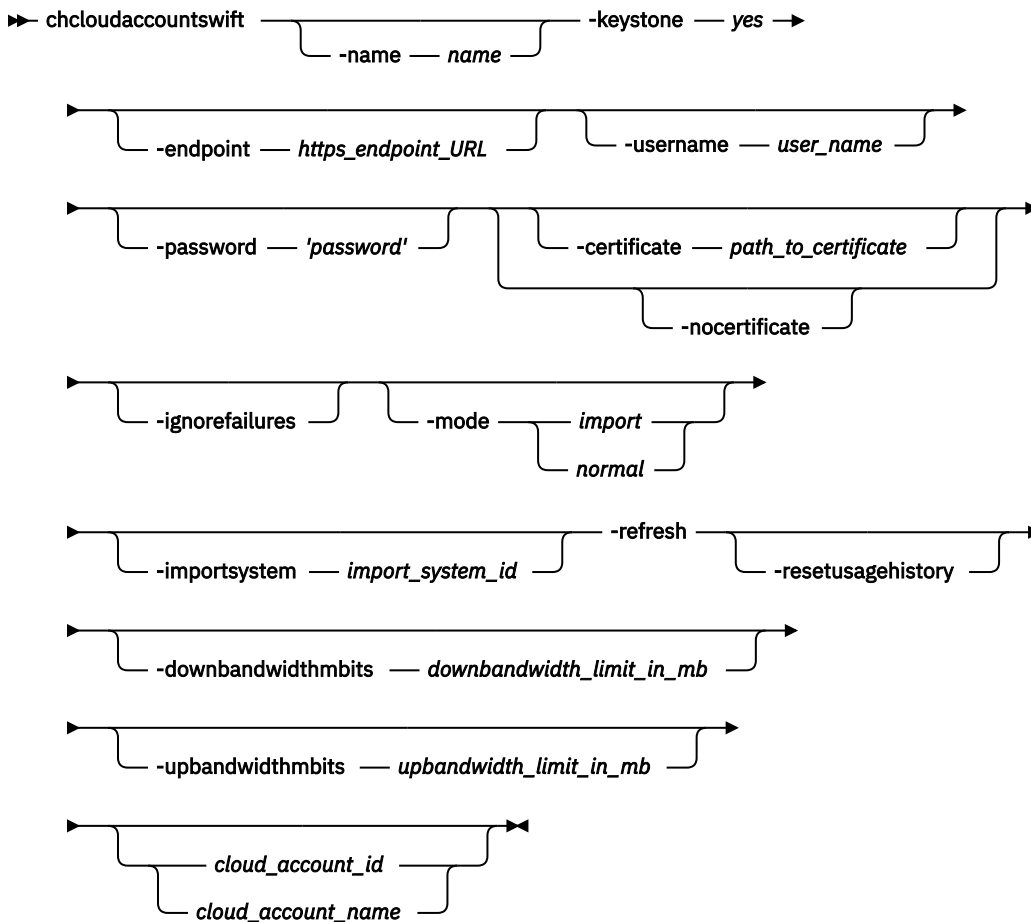 chcloudaccountswift -keystone yes
-name name
-endpoint https_endpoint_URL -username user_name
-password 'password' -certificate path_to_certificate
-nocertificate
-ignorefailures -mode import
normal
-refresh
-importsystem import_system_id -resetusagehistory
-downbandwidthmbits downbandwidth_limit_in_mb
-upbandwidthmbits upbandwidth_limit_in_mb
cloud_account_id
cloud_account_name